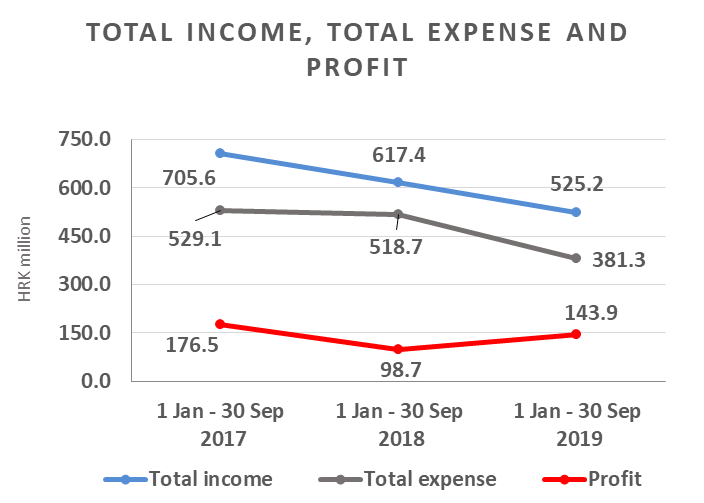 TOTAL INCOME, TOTAL EXPENSE AND
PROFIT
750.0
600.0
450.0
300.0
150.0
0.0
HRK million
705.6
617.4
525.2
529.1
518.7
381.3
176.5
98.7
143.9
1 Jan - 30 Sep
2017
1 Jan - 30 Sep
2018
1 Jan - 30 Sep
2019
Total income
Total expense
Profit